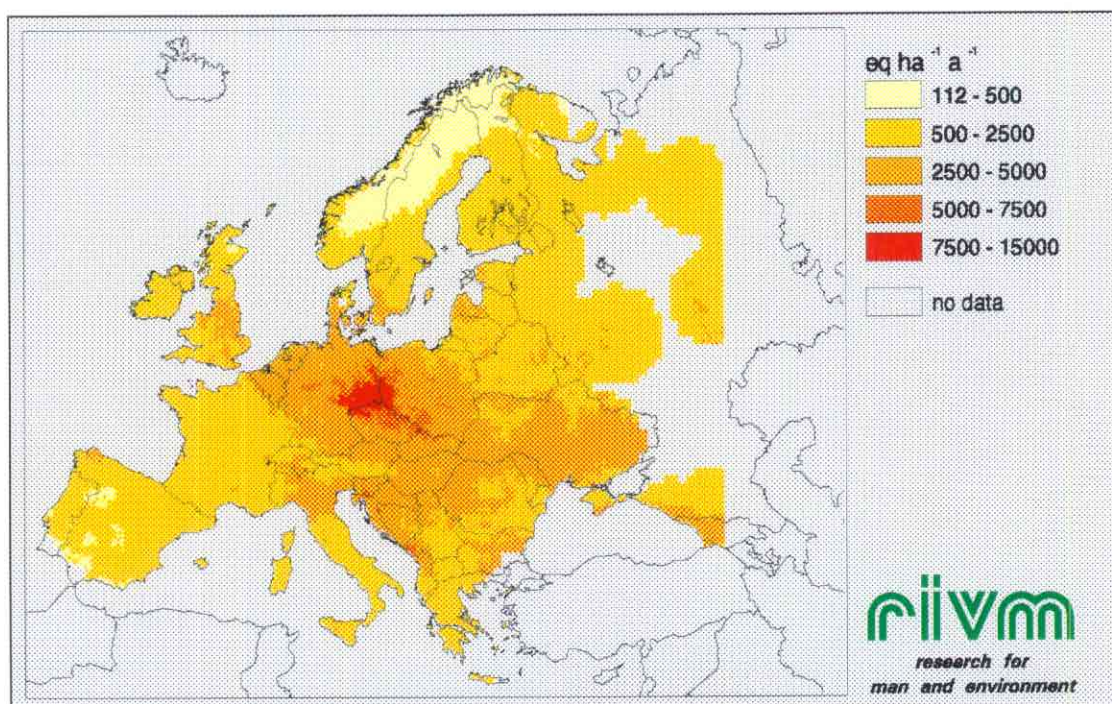 eq ha -1 a -1
112 - 500
500 - 2500
2500 - 5000
5000 - 7500
7500 - 15000
no data
rivm
research for
man and environment